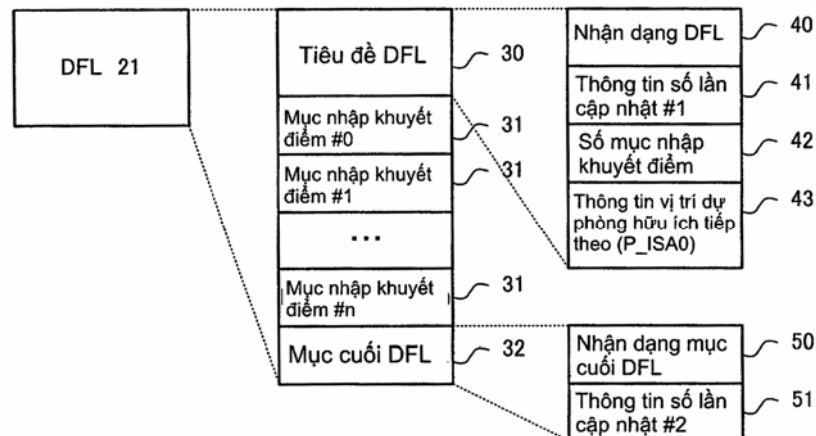 DFL 21
Tiêu đề DFL
30
Mục nhập khuyết
điểm #0
31
Mục nhập khuyết
điểm #1
31
...
Mục nhập khuyết
điểm #n
31
Mục cuối DFL
32
Nhận dạng DFL
40
Thông tin số lần
cập nhật #1
41
Số mục nhập
khuyết điểm
42
Thông tin vị trí dự
phòng hữu ích tiếp
theo (P_ISA0)
43
Nhận dạng mục
cuối DFL
50
Thông tin số lần
cập nhật #2
51